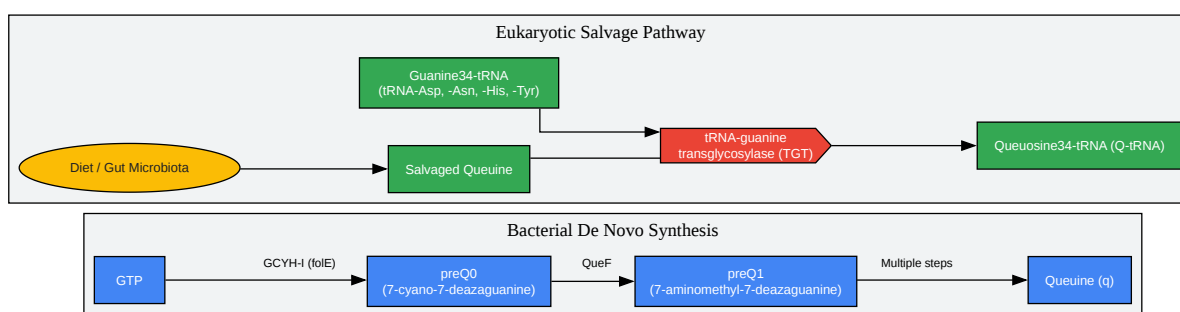 Eukaryotic Salvage Pathway
Guanine34-tRNA
(tRNA-Asp, -Asn, -His, -Tyr)
tRNA-guanine
transglycosylase (TGT)
Queuosine34-tRNA (Q-tRNA)
Diet / Gut Microbiota
Salvaged Queuine
Bacterial De Novo Synthesis
GTP
GCYH-I (folE)
preQ0
(7-cyano-7-deazaguanine)
QueF
preQ1
(7-aminomethyl-7-deazaguanine)
Multiple steps
Queuine (q)